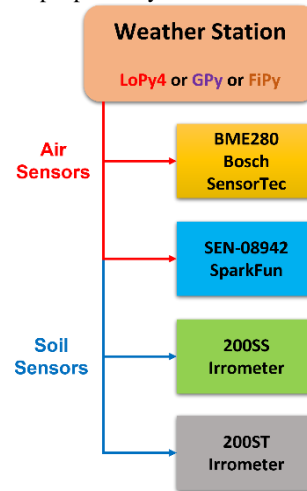 Weather Station
LoPy4 or GPy or FiPy
Air
Sensors
BME280
Bosch
SensorTec
SEN-08942
SparkFun
Soil
Sensors
200SS
Irrometer
200ST
Irrometer